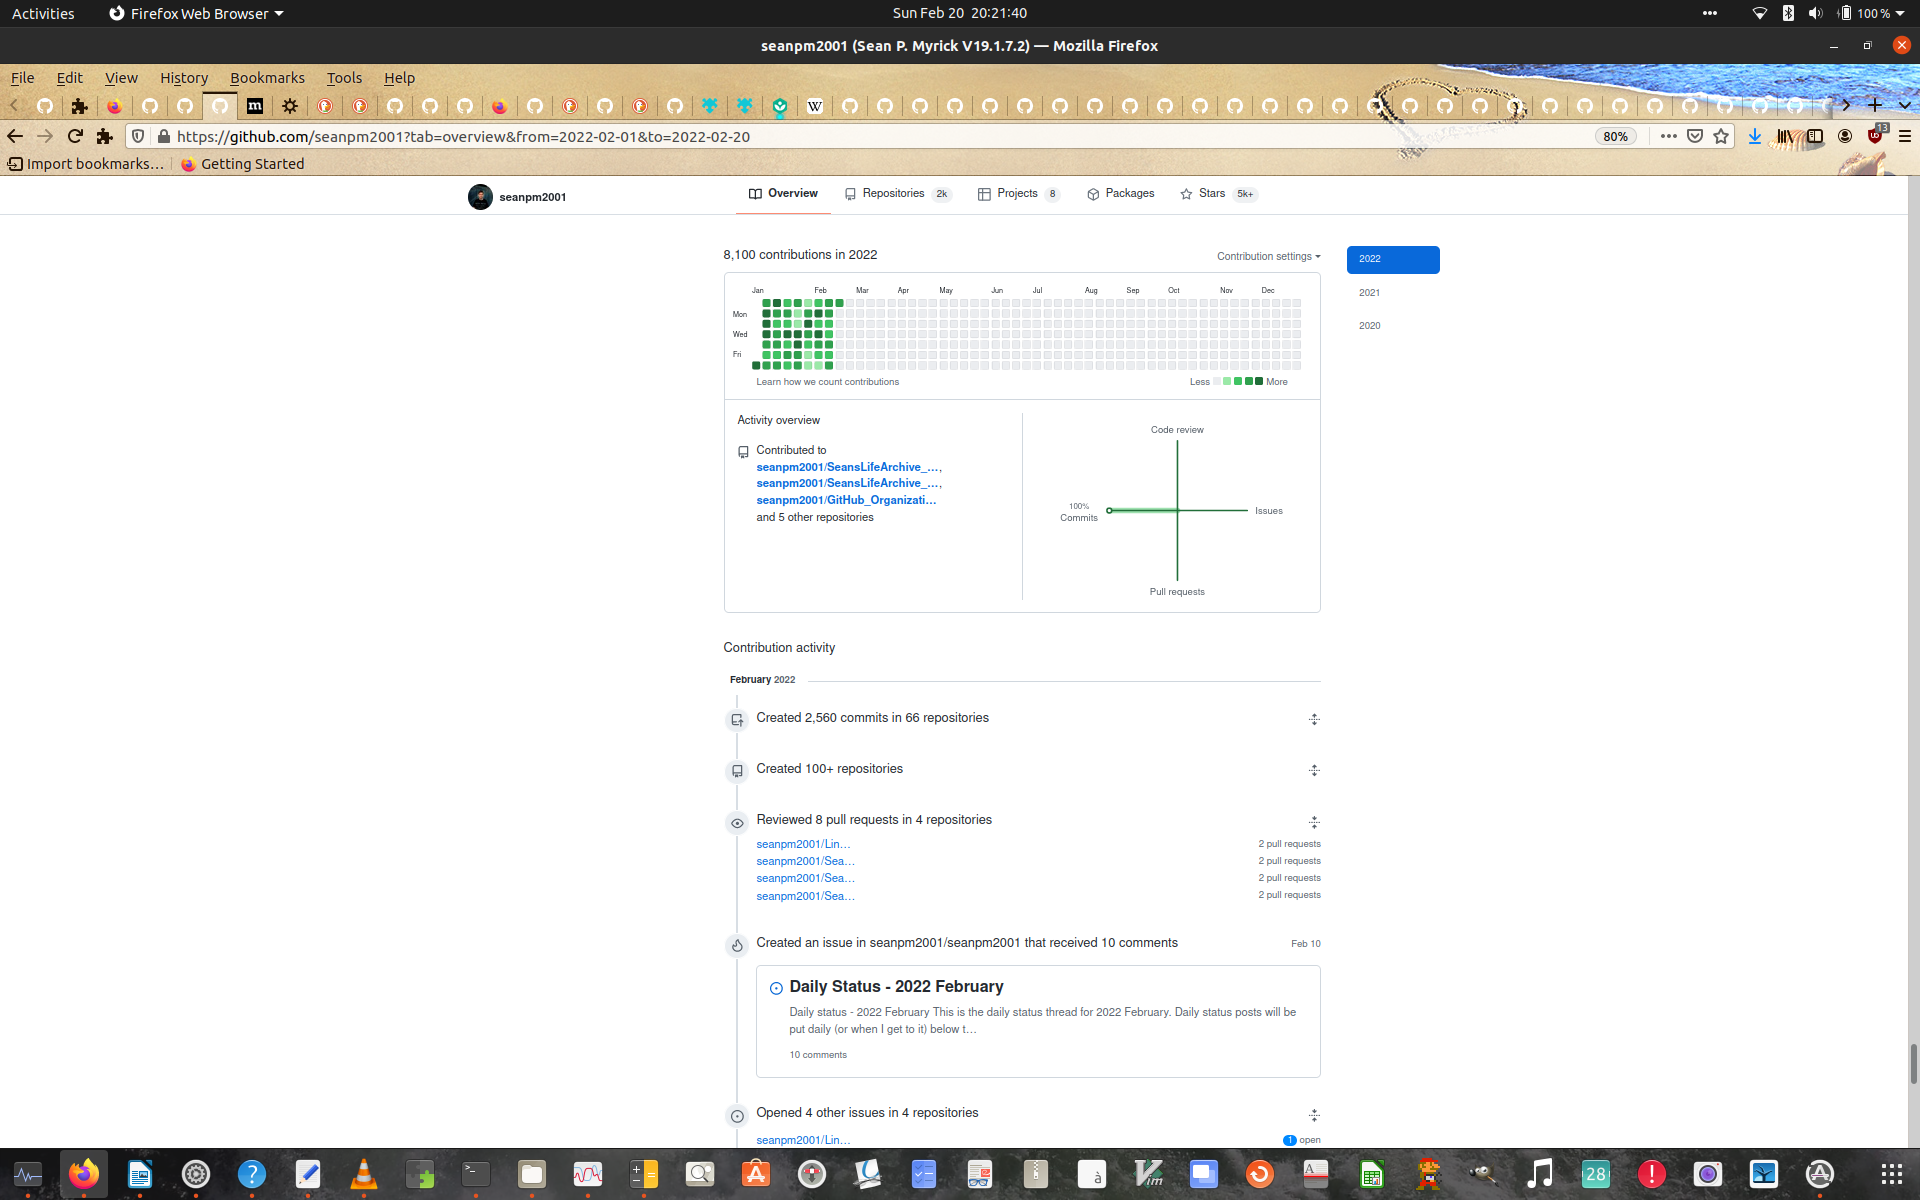 Activities
Firefox Web Browser
Sun Feb 20 20:21:40
100 %
seanpm2001 (Sean P. Myrick V19.1.7.2) — Mozilla Firefox
File Edit View History Bookmarks Tools Help
https://github.com/seanpm2001?tab=overview&from=2022-02-01&to=2022-02-20
80%
13
Import bookmarks… Getting Started
seanpm2001
Overview Repositories 2k Projects 8 Packages Stars 5k+
8,100 contributions in 2022
Contribution settings
2022
2021
2020
Jan Feb Mar Apr May Jun Jul Aug Sep Oct Nov Dec
Mon
Wed
Fri
Learn how we count contributions
Less More
Activity overview
Contributed to
seanpm2001/SeansLifeArchive_…,
seanpm2001/SeansLifeArchive_…,
seanpm2001/GitHub_Organizati…
and 5 other repositories
Code review
100%
Commits
Issues
Pull requests
Contribution activity
February 2022
Created 2,560 commits in 66 repositories
Created 100+ repositories
Reviewed 8 pull requests in 4 repositories
seanpm2001/Lin… 2 pull requests
seanpm2001/Sea… 2 pull requests
seanpm2001/Sea… 2 pull requests
seanpm2001/Sea… 2 pull requests
Created an issue in seanpm2001/seanpm2001 that received 10 comments Feb 10
Daily Status - 2022 February
Daily status - 2022 February This is the daily status thread for 2022 February. Daily status posts will be
put daily (or when I get to it) below t…
10 comments
Opened 4 other issues in 4 repositories
seanpm2001/Lin… 1 open
28